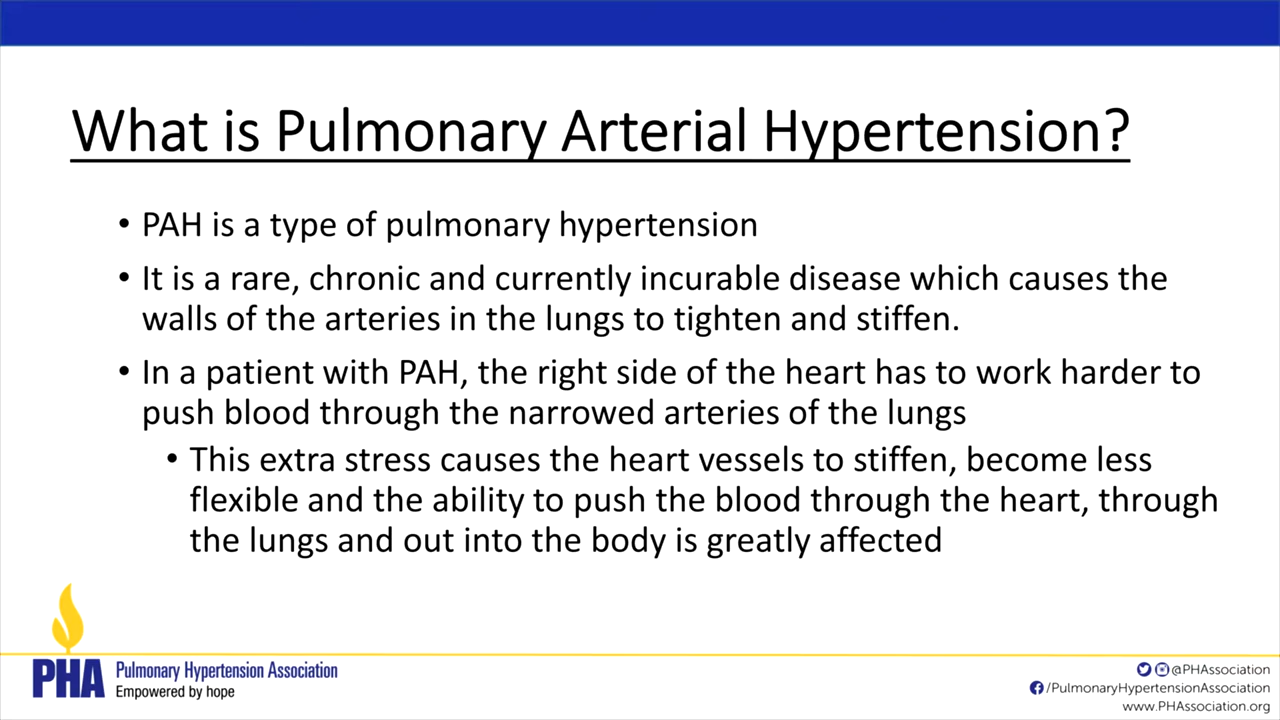 What is Pulmonary Arterial Hypertension?
• PAH is a type of pulmonary hypertension
• It is a rare, chronic and currently incurable disease which causes the
walls of the arteries in the lungs to tighten and stiffen.
• In a patient with PAH, the right side of the heart has to work harder to
push blood through the narrowed arteries of the lungs
• This extra stress causes the heart vessels to stiffen, become less
flexible and the ability to push the blood through the heart, through
the lungs and out into the body is greatly affected
PHA Pulmonary Hypertension Association
Empowered by hope
@PHAssociation
/PulmonaryHypertensionAssociation
www.PHAssociation.org